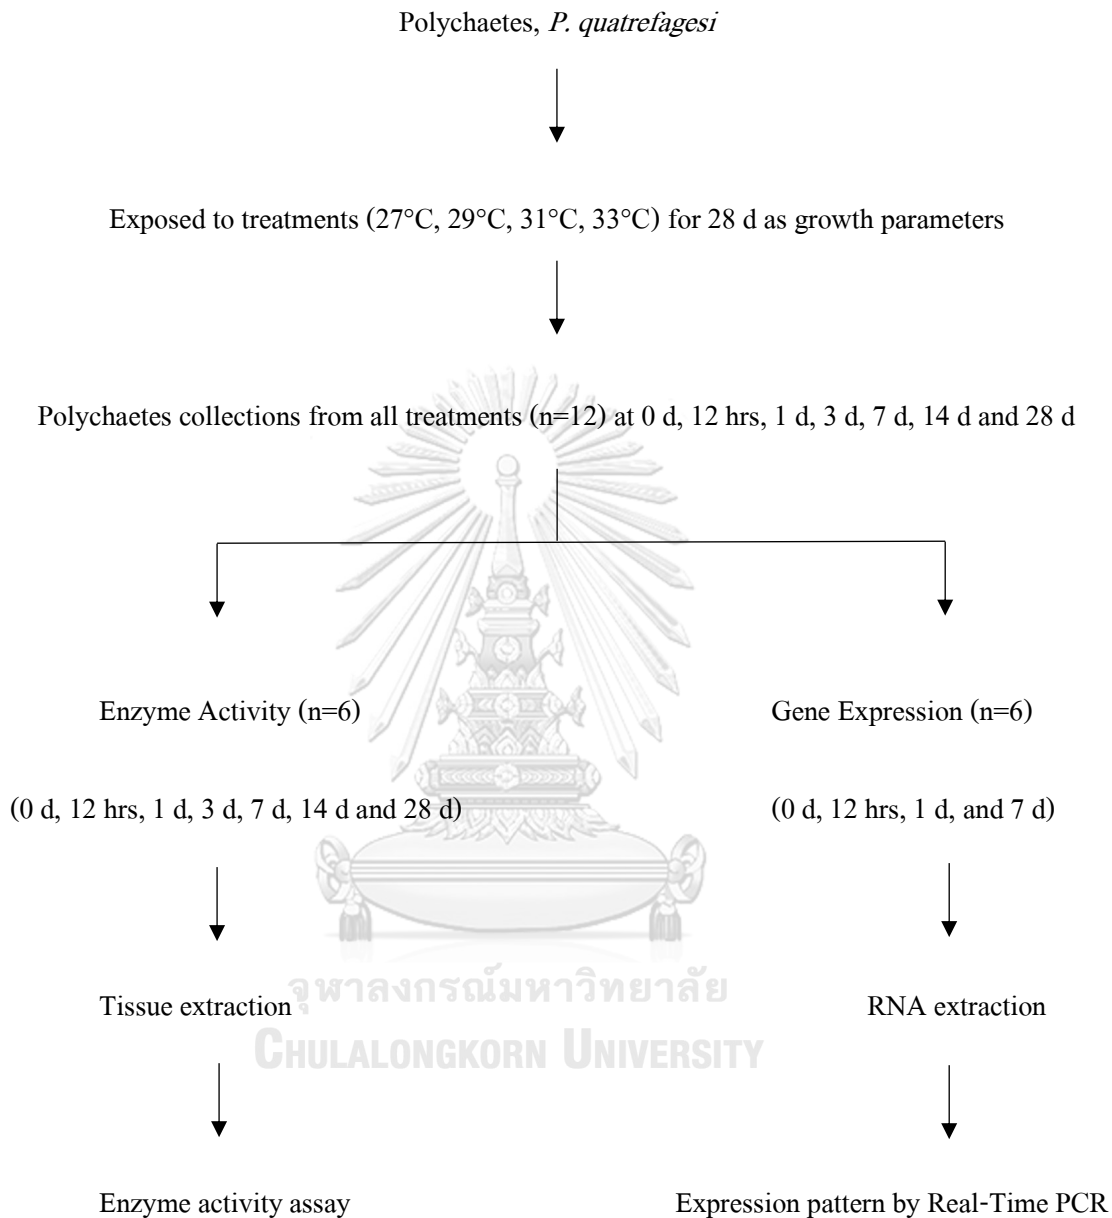 Polychaetes, P. quatrefagesi
Exposed to treatments (27°C, 29°C, 31°C, 33°C) for 28 d as growth parameters
Polychaetes collections from all treatments (n=12) at 0 d, 12 hrs, 1 d, 3 d, 7 d, 14 d and 28 d
Enzyme Activity (n=6)
Gene Expression (n=6)
(0 d, 12 hrs, 1 d, 3 d, 7 d, 14 d and 28 d)
(0 d, 12 hrs, 1 d, and 7 d)
จุฬาลงกรณ์มหาวิทยาลัย
Tissue extraction
RNA extraction
CHULALONGKORN UNIVERSITY
Enzyme activity assay
Expression pattern by Real-Time PCR